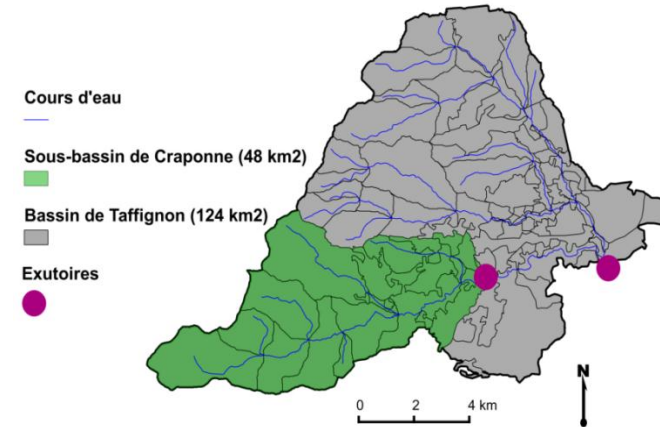 Cours d'eau
Sous-bassin de Craponne (48 km2)
Bassin de Taffignon (124 km2)
Exutoires
N
0 2 4 km